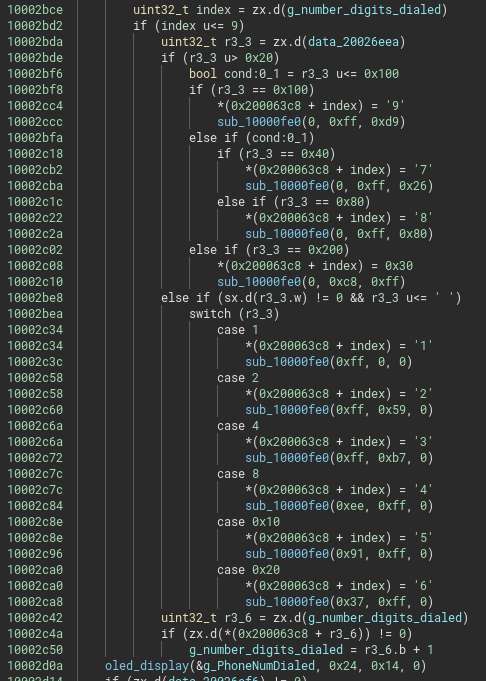 10002bce uint32_t index = zx.d(g_number_digits_dialed)
10002bd2 if (index u<= 9)
10002bda uint32_t r3_3 = zx.d(data_20026eea)
10002bde if (r3_3 u> 0x20)
10002bf6 bool cond:0_1 = r3_3 u<= 0x100
10002bf8 if (r3_3 == 0x100)
10002cc4 *(0x200063c8 + index) = '9'
10002ccc sub_10000fe0(0, 0xff, 0xd9)
10002bfa else if (cond:0_1)
10002c18 if (r3_3 == 0x40)
10002cb2 *(0x200063c8 + index) = '7'
10002cba sub_10000fe0(0, 0xff, 0x26)
10002c1c else if (r3_3 == 0x80)
10002c22 *(0x200063c8 + index) = '8'
10002c2a sub_10000fe0(0, 0xff, 0x80)
10002c02 else if (r3_3 == 0x200)
10002c08 *(0x200063c8 + index) = 0x30
10002c10 sub_10000fe0(0, 0xc8, 0xff)
10002be8 else if (sx.d(r3_3.w) != 0 && r3_3 u<= ' ')
10002bea switch (r3_3)
10002c34 case 1
10002c34 *(0x200063c8 + index) = '1'
10002c3c sub_10000fe0(0xff, 0, 0)
10002c58 case 2
10002c58 *(0x200063c8 + index) = '2'
10002c60 sub_10000fe0(0xff, 0x59, 0)
10002c6a case 4
10002c6a *(0x200063c8 + index) = '3'
10002c72 sub_10000fe0(0xff, 0xb7, 0)
10002c7c case 8
10002c7c *(0x200063c8 + index) = '4'
10002c84 sub_10000fe0(0xee, 0xff, 0)
10002c8e case 0x10
10002c8e *(0x200063c8 + index) = '5'
10002c96 sub_10000fe0(0x91, 0xff, 0)
10002ca0 case 0x20
10002ca0 *(0x200063c8 + index) = '6'
10002ca8 sub_10000fe0(0x37, 0xff, 0)
10002c42 uint32_t r3_6 = zx.d(g_number_digits_dialed)
10002c4a if (zx.d(*(0x200063c8 + r3_6)) != 0)
10002c50 g_number_digits_dialed = r3_6.b + 1
10002d0a oled_display(&g_PhoneNumDialed, 0x24, 0x14, 0)